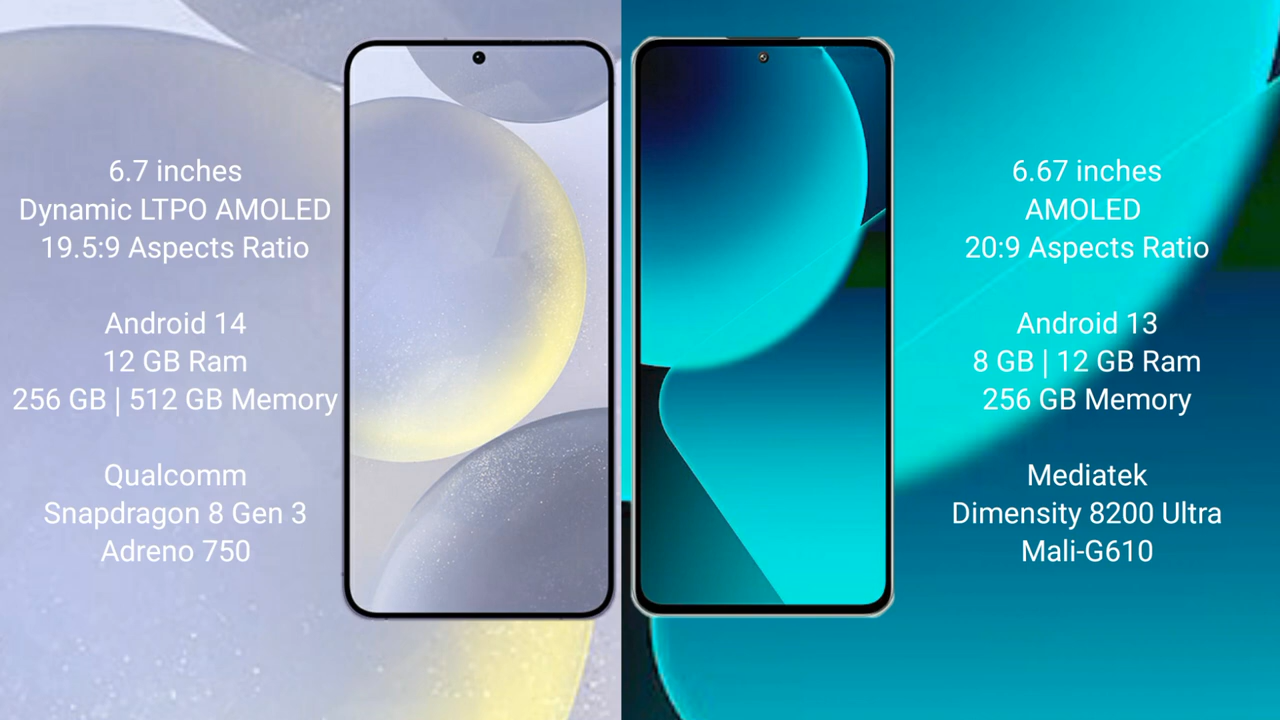 6.7 inches
Dynamic LTPO AMOLED
19.5:9 Aspects Ratio
Android 14
12 GB Ram
256 GB | 512 GB Memory
Qualcomm
Snapdragon 8 Gen 3
Adreno 750
6.67 inches
AMOLED
20:9 Aspects Ratio
Android 13
8 GB | 12 GB Ram
256 GB Memory
Mediatek
Dimensity 8200 Ultra
Mali-G610